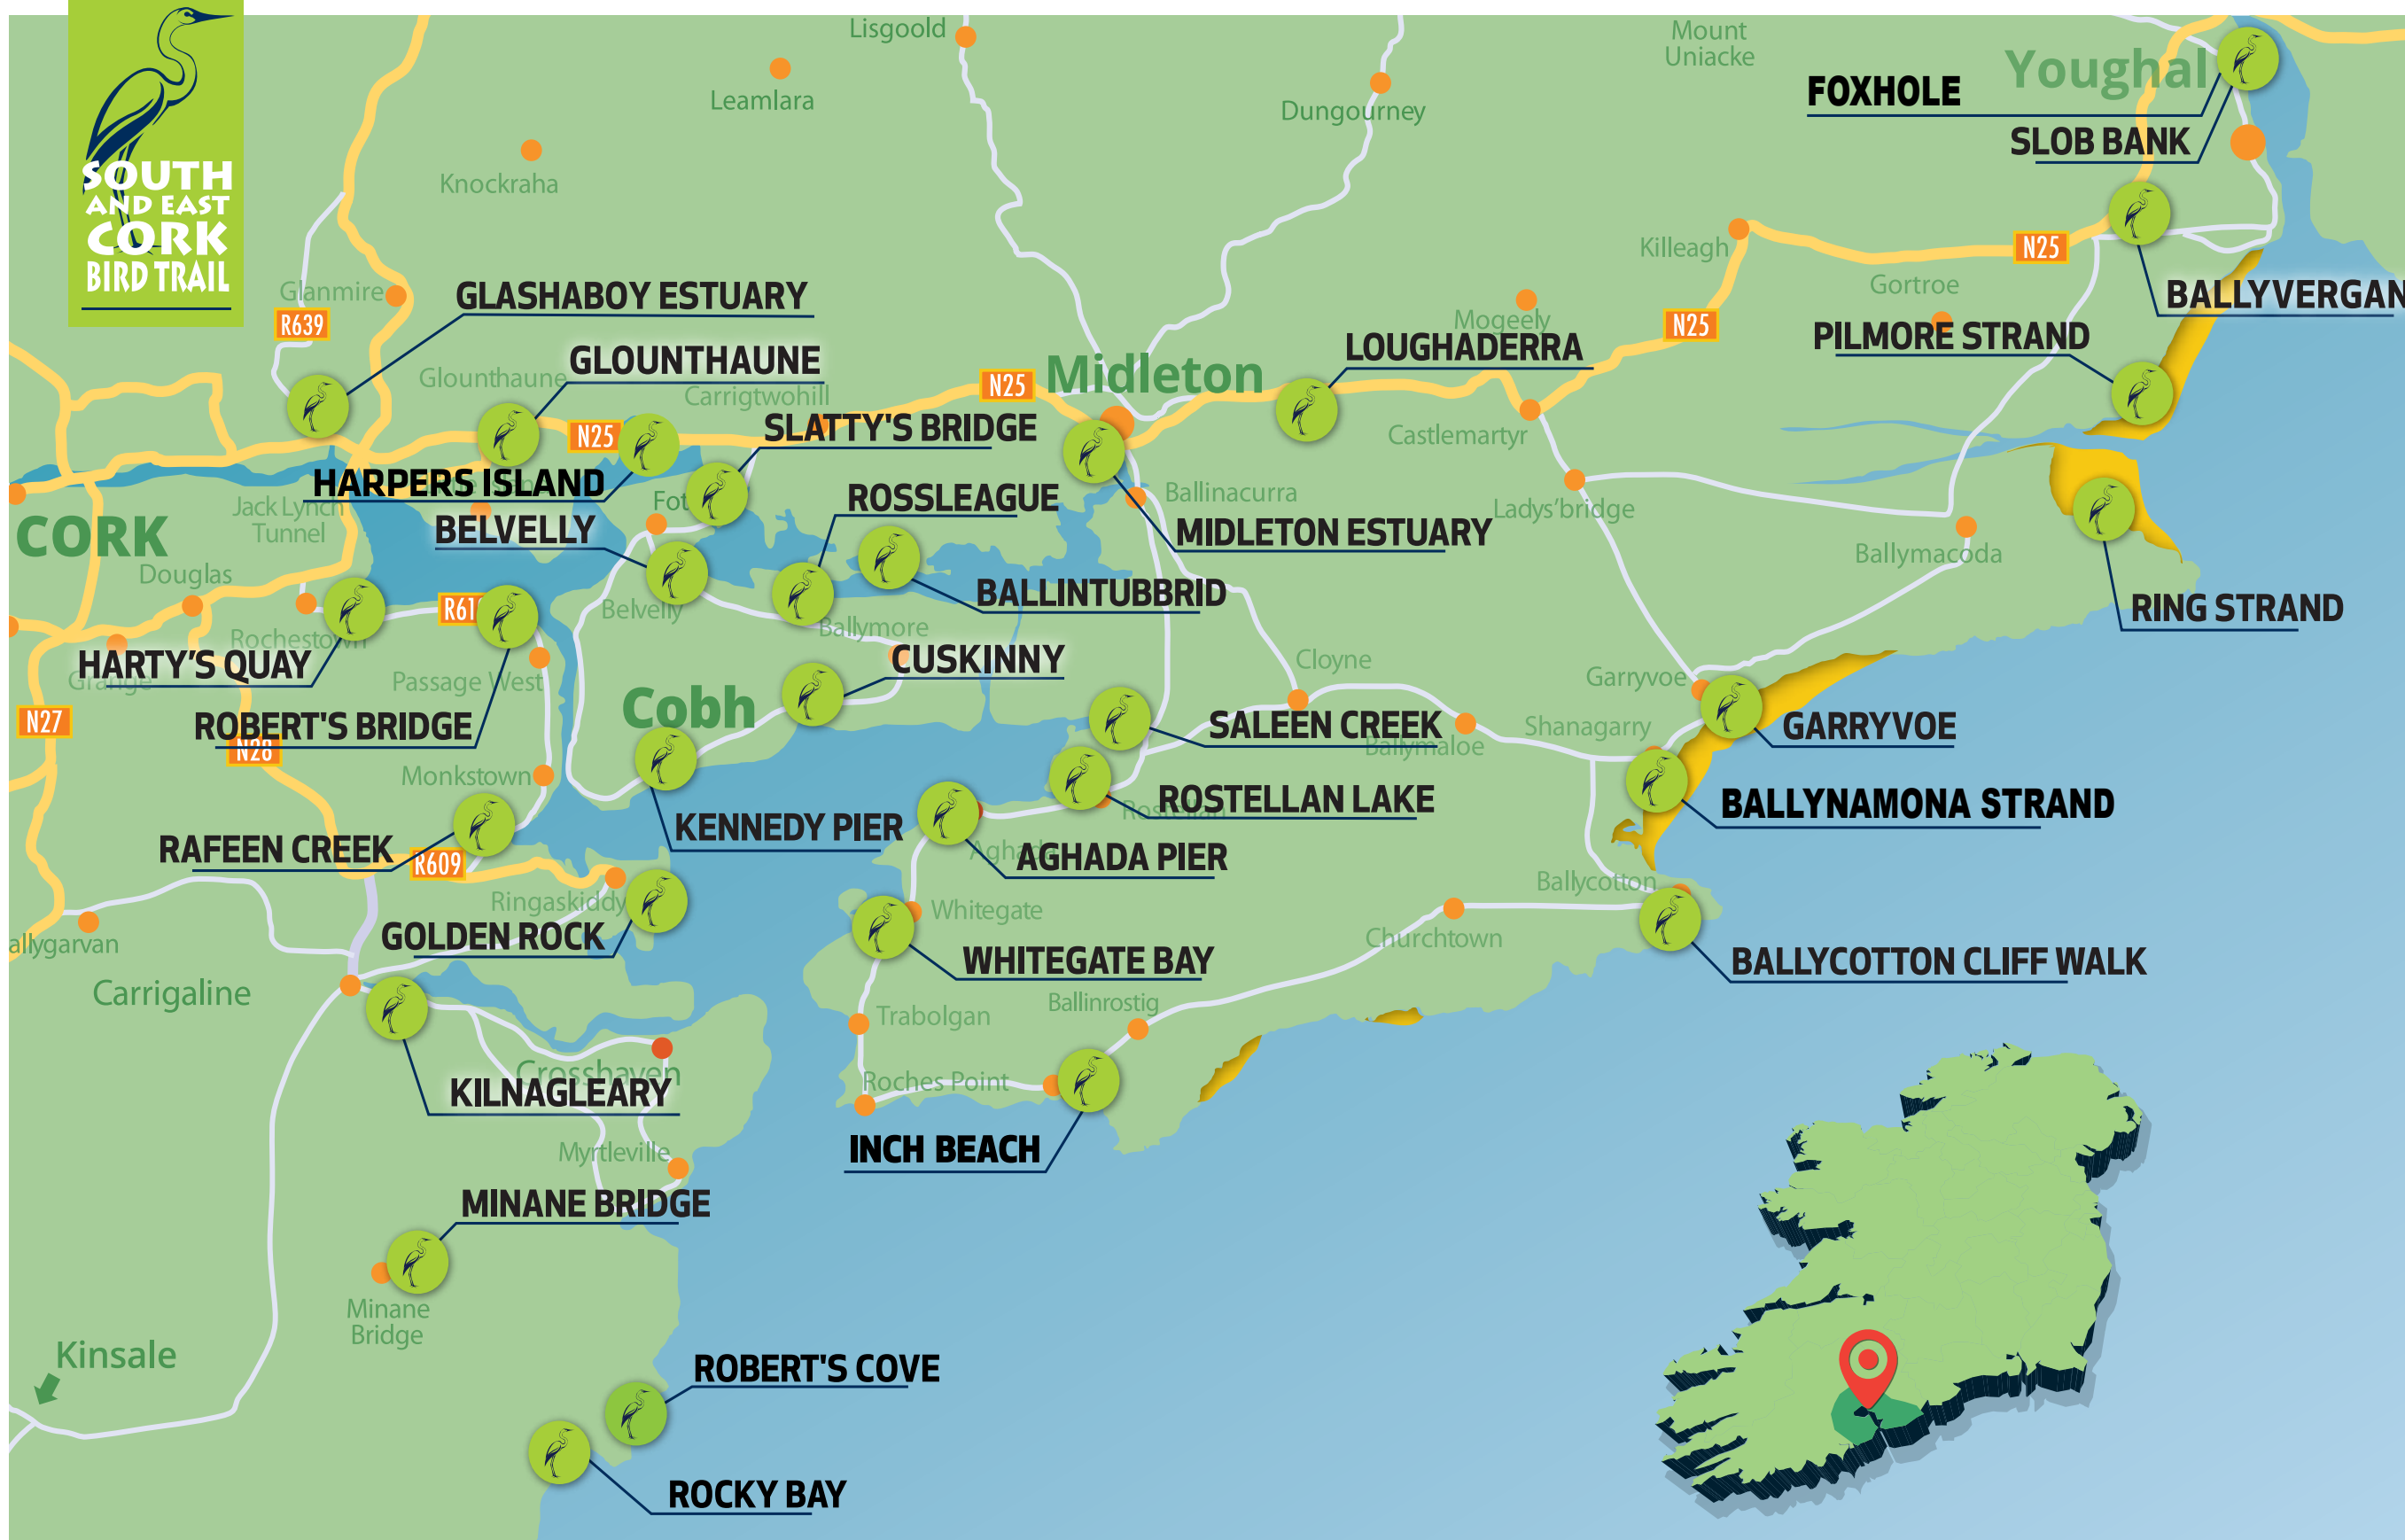 SOUTH
AND EAST
CORK
BIRD TRAIL
Lisgoold
Leamlara
Knockraha
Dungourney
Mount
Uniacke
Youghal
FOXHOLE
SLOB BANK
Killeagh
N25
Gortroe
BALLYVERGAN
PILMORE STRAND
Glanmire
R639
GLASHABOY ESTUARY
GLOUNTHAUNE
Glounthaune
Carrigtwohill
N25
Midleton
LOUGHADERRA
Mogeely
N25
Castlemartyr
N25
SLATTY'S BRIDGE
HARPERS ISLAND
ROSSLEAGUE
Ballinacurra
Ladys'bridge
CORK
Jack Lynch
Tunnel
BELVELLY
MIDLETON ESTUARY
Ballymacoda
Douglas
BALLINTUBBRID
RING STRAND
Belvelly
Ballymore
Rochestown
HARTY'S QUAY
Grange
Passage West
CUSKINNY
Cloyne
Garryvoe
N27
ROBERT'S BRIDGE
N28
Cobh
SALEEN CREEK
Ballymaloe
Shanagarry
GARRYVOE
Monkstown
ROSTELLAN LAKE
Rostellan
BALLYNAMONA STRAND
RAFEEN CREEK
R609
KENNEDY PIER
Aghada
AGHADA PIER
Ringaskiddy
GOLDEN ROCK
Whitegate
WHITEGATE BAY
Churchtown
Ballycotton
BALLYCOTTON CLIFF WALK
allygarvan
Carrigaline
Trabolgan
Ballinrostig
Crosshaven
KILNAGLEARY
Roches Point
INCH BEACH
Myrtleville
MINANE BRIDGE
Minane
Bridge
Kinsale
ROBERT'S COVE
ROCKY BAY